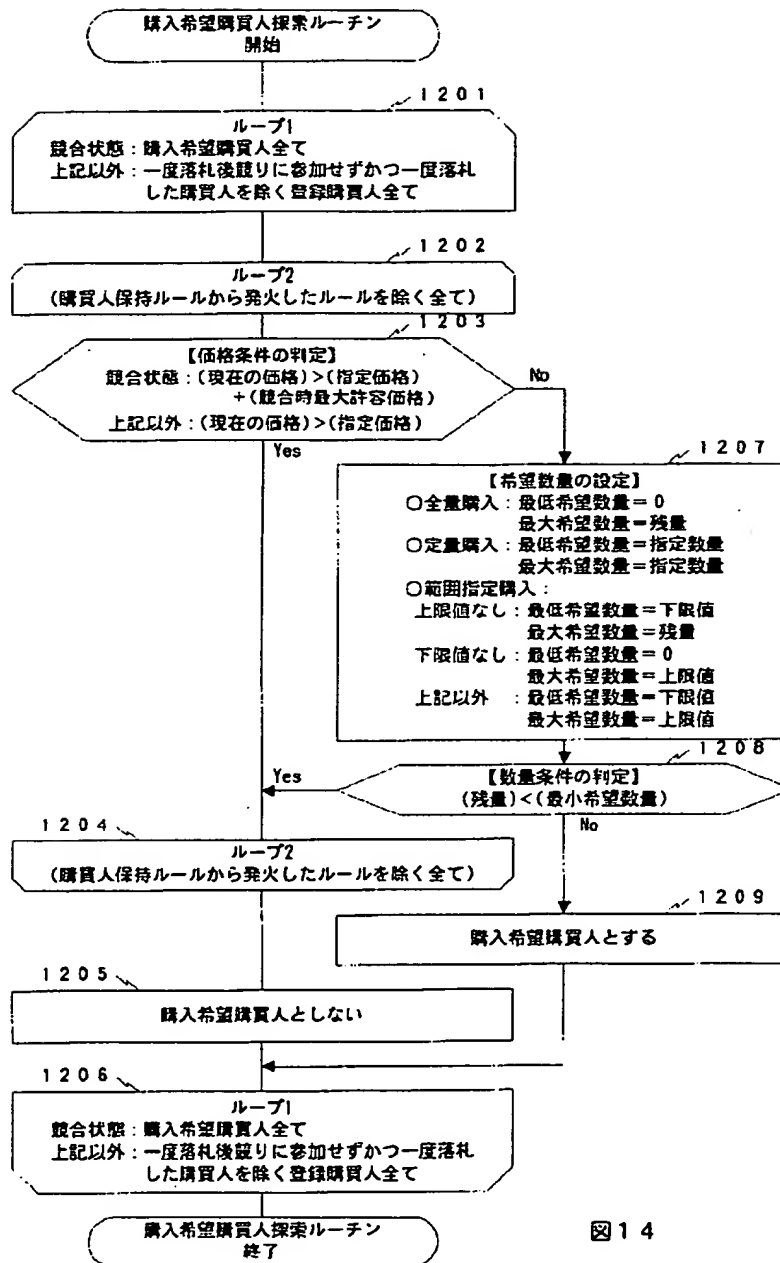 購入希望購買人探索ルーチン
開始
1201
ループ1
競合状態:購入希望購買人全て
上記以外:一度落札後競りに参加せずかつ一度落札
した購買人を除く登録購買人全て
1202
ループ2
(購買人保持ルールから発火したルールを除く全て)
1203
【価格条件の判定】
競合状態:(現在の価格)>(指定価格)
+(競合時最大許容価格)
上記以外:(現在の価格)>(指定価格)
No
Yes
1207
【希望数量の設定】
○全量購入:最低希望数量=0
最大希望数量=残量
○定量購入:最低希望数量=指定数量
最大希望数量=指定数量
○範囲指定購入:
上限値なし:最低希望数量=下限値
最大希望数量=残量
下限値なし:最低希望数量=0
最大希望数量=上限値
上記以外 :最低希望数量=下限値
最大希望数量=上限値
1208
【数量条件の判定】
(残量)<(最小希望数量)
Yes
No
1204
ループ2
(購買人保持ルールから発火したルールを除く全て)
1209
購入希望購買人とする
1205
購入希望購買人としない
1206
ループ1
競合状態:購入希望購買人全て
上記以外:一度落札後競りに参加せずかつ一度落札
した購買人を除く登録購買人全て
購入希望購買人探索ルーチン
終了
図14